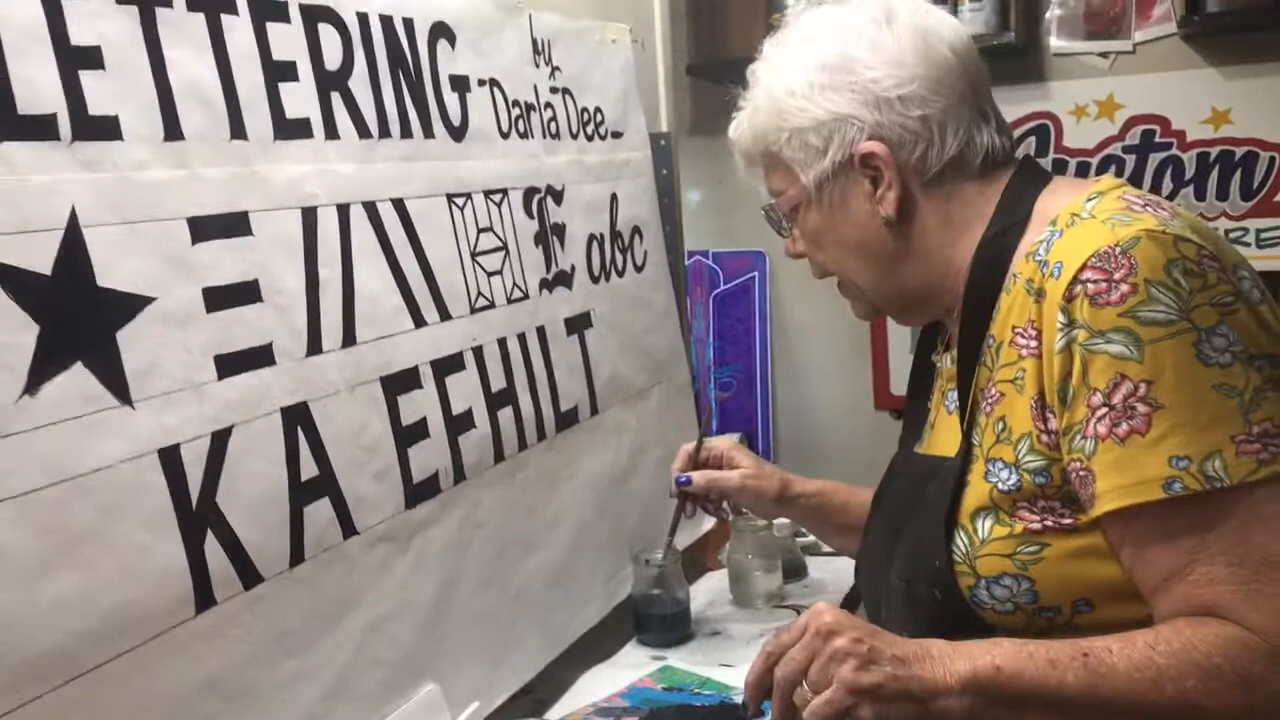 LETTERING
by
Darla Dee
E abc
KA EFHILT
Custom